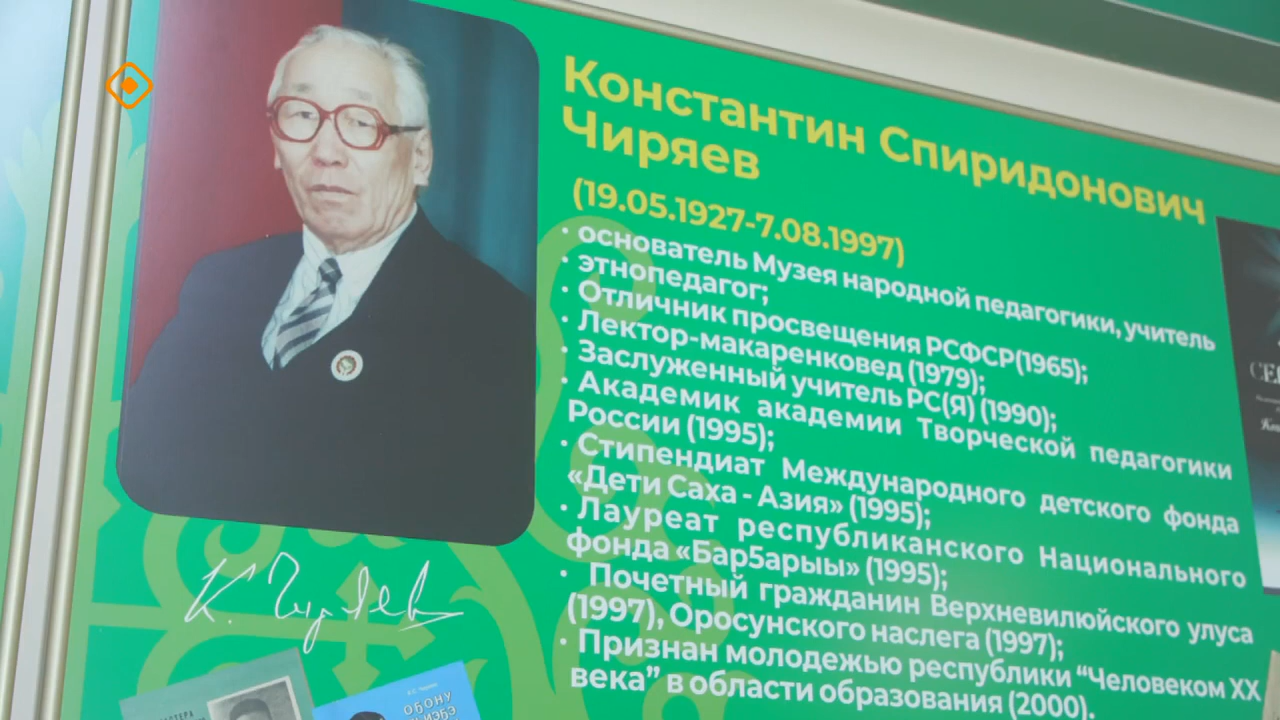 Константин Спиридонович
Чиряев
(19.05.1927-7.08.1997)
· основатель Музея народной педагогики, учитель
· этнопедагог;
· Отличник просвещения РСФСР(1965);
· Лектор-макаренковед (1979);
· Заслуженный учитель РС(Я) (1990);
· Академик академии Творческой педагогики
России (1995);
· Стипендиат Международного детского фонда
«Дети Саха - Азия» (1995);
· Лауреат республиканского Национального
фонда «Бар5арыы» (1995);
· Почетный гражданин Верхневилюйского улуса
(1997), Оросунского наслега (1997);
· Признан молодежью республики “Человеком XX
века” в области образования (2000).
К. Чиряев
ОБОНУ